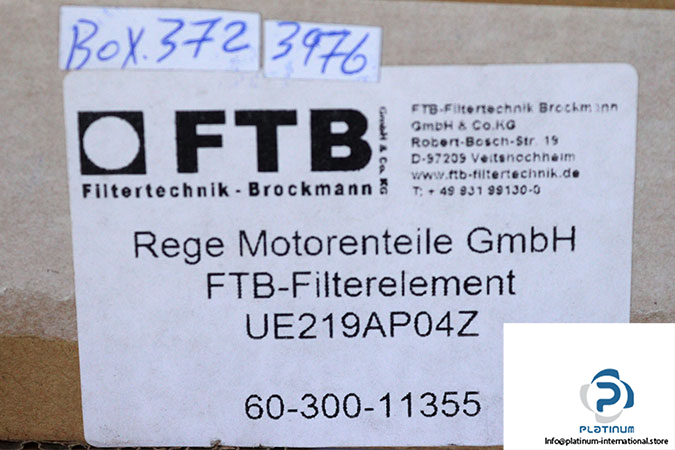 Box.372
3976
FTB
GmbH & Co. KG
Filtertechnik - Brockmann
FTB-Filtertechnik Brockmann
GmbH & Co.KG
Robert-Bosch-Str. 19
D-97209 Veitshöchheim
www.ftb-filtertechnik.de
T: + 49 931 99130-0
Rege Motorenteile GmbH
FTB-Filterelement
UE219AP04Z
60-300-11355
PLATINUM
Info@platinum-international.store